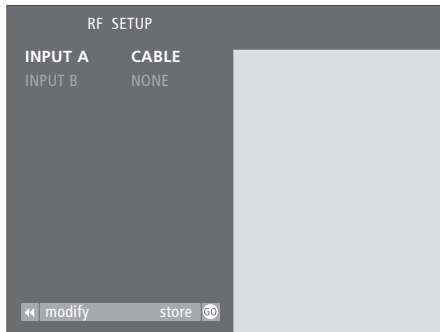 RF SETUP
INPUT A CABLE
INPUT B NONE
modify store GO